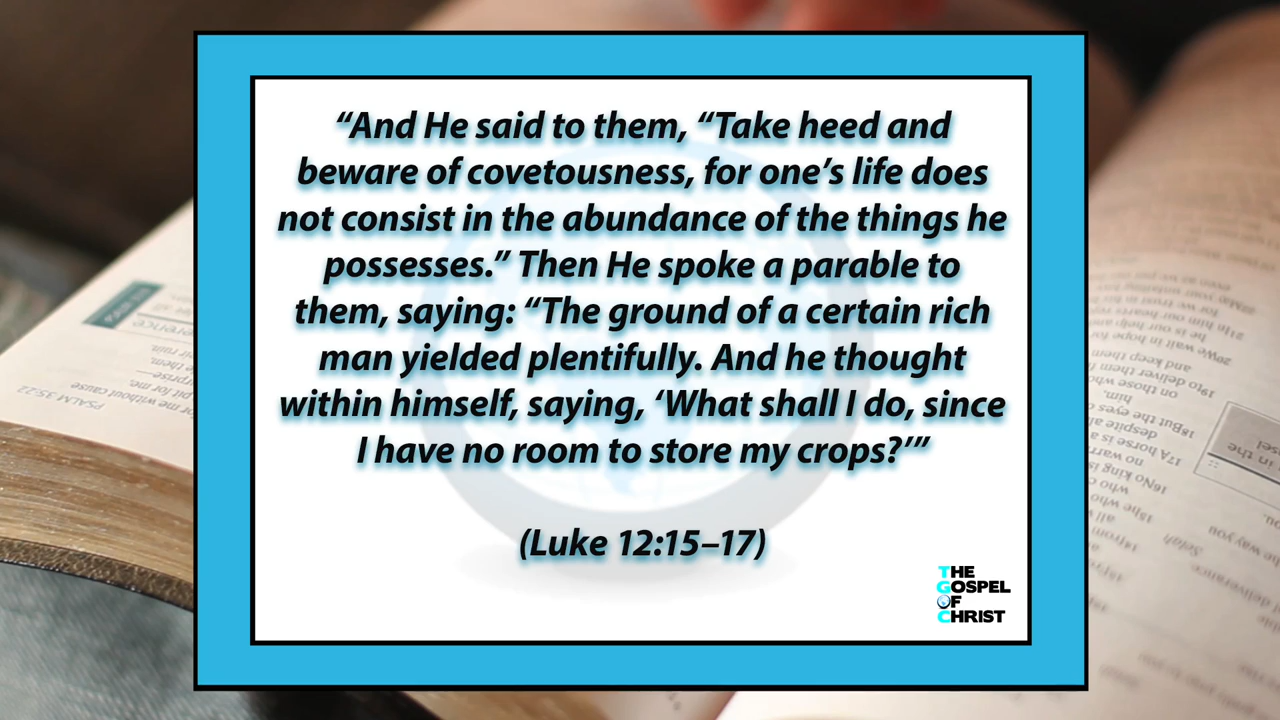 “And He said to them, “Take heed and
beware of covetousness, for one’s life does
not consist in the abundance of the things he
possesses.” Then He spoke a parable to
them, saying: “The ground of a certain rich
man yielded plentifully. And he thought
within himself, saying, ‘What shall I do, since
I have no room to store my crops?’”
(Luke 12:15–17)
THE
GOSPEL
OF
CHRIST
PSALM 35:22